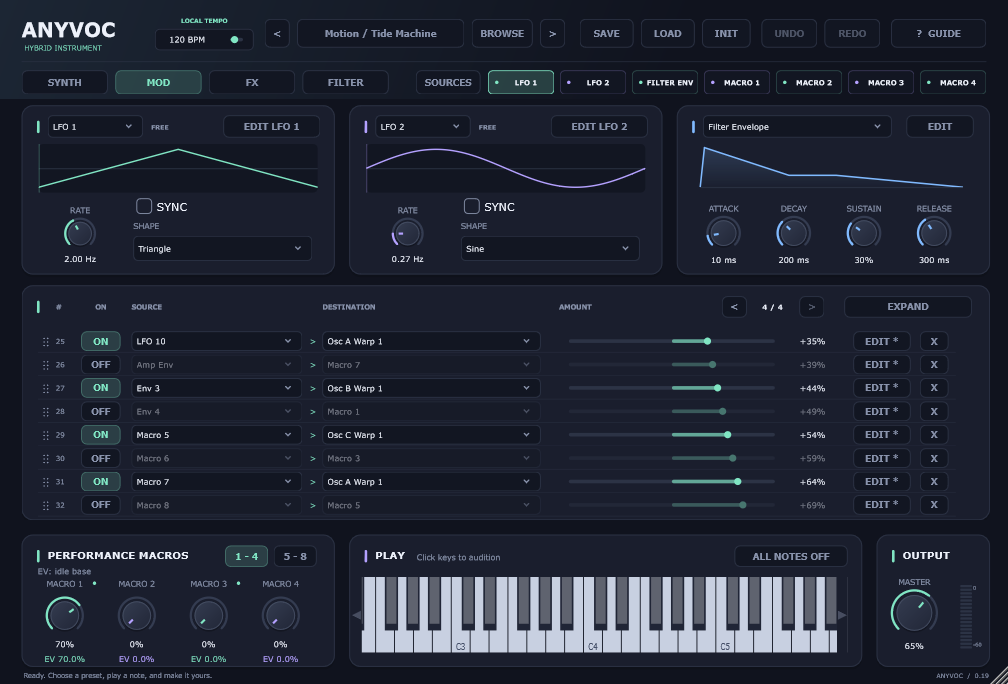 ANYVOC
HYBRID INSTRUMENT
LOCAL TEMPO
120 BPM
< Motion / Tide Machine BROWSE > SAVE LOAD INIT UNDO REDO ? GUIDE
SYNTH MOD FX FILTER SOURCES LFO 1 LFO 2 FILTER ENV MACRO 1 MACRO 2 MACRO 3 MACRO 4
LFO 1 FREE EDIT LFO 1
RATE
2.00 Hz
SYNC
SHAPE
Triangle
LFO 2 FREE EDIT LFO 2
RATE
0.27 Hz
SYNC
SHAPE
Sine
Filter Envelope EDIT
ATTACK DECAY SUSTAIN RELEASE
10 ms 200 ms 30% 300 ms
# ON SOURCE DESTINATION AMOUNT < 4 / 4 > EXPAND
25 ON LFO 10 > Osc A Warp 1 +35% EDIT * X
26 OFF Amp Env > Macro 7 +39% EDIT * X
27 ON Env 3 > Osc B Warp 1 +44% EDIT * X
28 OFF Env 4 > Macro 1 +49% EDIT * X
29 ON Macro 5 > Osc C Warp 1 +54% EDIT * X
30 OFF Macro 6 > Macro 3 +59% EDIT * X
31 ON Macro 7 > Osc A Warp 1 +64% EDIT * X
32 OFF Macro 8 > Macro 5 +69% EDIT * X
PERFORMANCE MACROS 1 - 4 5 - 8
EV: idle base
MACRO 1 MACRO 2 MACRO 3 MACRO 4
70% 0% 0% 0%
EV 70.0% EV 0.0% EV 0.0% EV 0.0%
PLAY Click keys to audition ALL NOTES OFF
C3 C4 C5
OUTPUT
MASTER
65%
0
-60
Ready. Choose a preset, play a note, and make it yours.
ANYVOC / 0.19